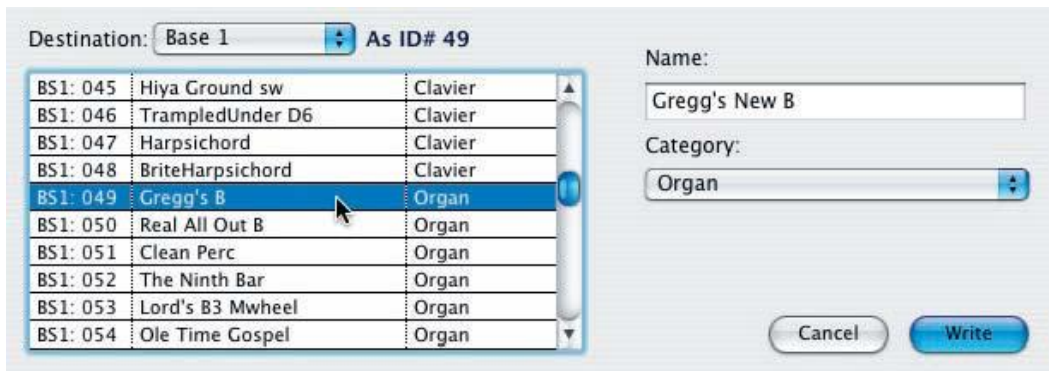 Destination: Base 1 As ID# 49
BS1: 045 Hiya Ground sw Clavier
BS1: 046 TrampledUnder D6 Clavier
BS1: 047 Harpsichord Clavier
BS1: 048 BriteHarpsichord Clavier
BS1: 049 Gregg's B Organ
BS1: 050 Real All Out B Organ
BS1: 051 Clean Perc Organ
BS1: 052 The Ninth Bar Organ
BS1: 053 Lord's B3 Mwheel Organ
BS1: 054 Ole Time Gospel Organ
Name:
Gregg's New B
Category:
Organ
Cancel Write